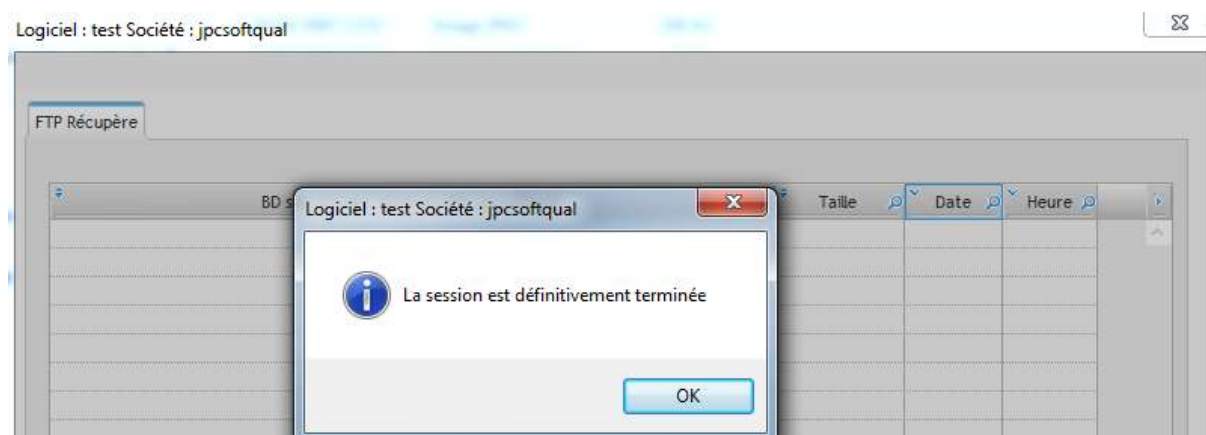 Logiciel : test Société : jpcsoftqual
FTP Récupère
BD s
Taille
Date
Heure
Logiciel : test Société : jpcsoftqual
La session est définitivement terminée
OK